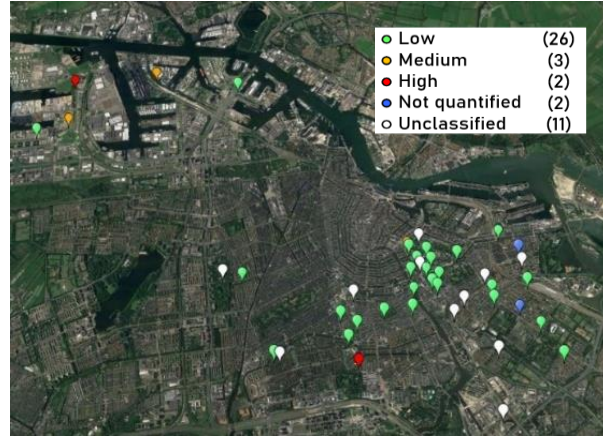 Low (26)
Medium (3)
High (2)
Not quantified (2)
Unclassified (11)